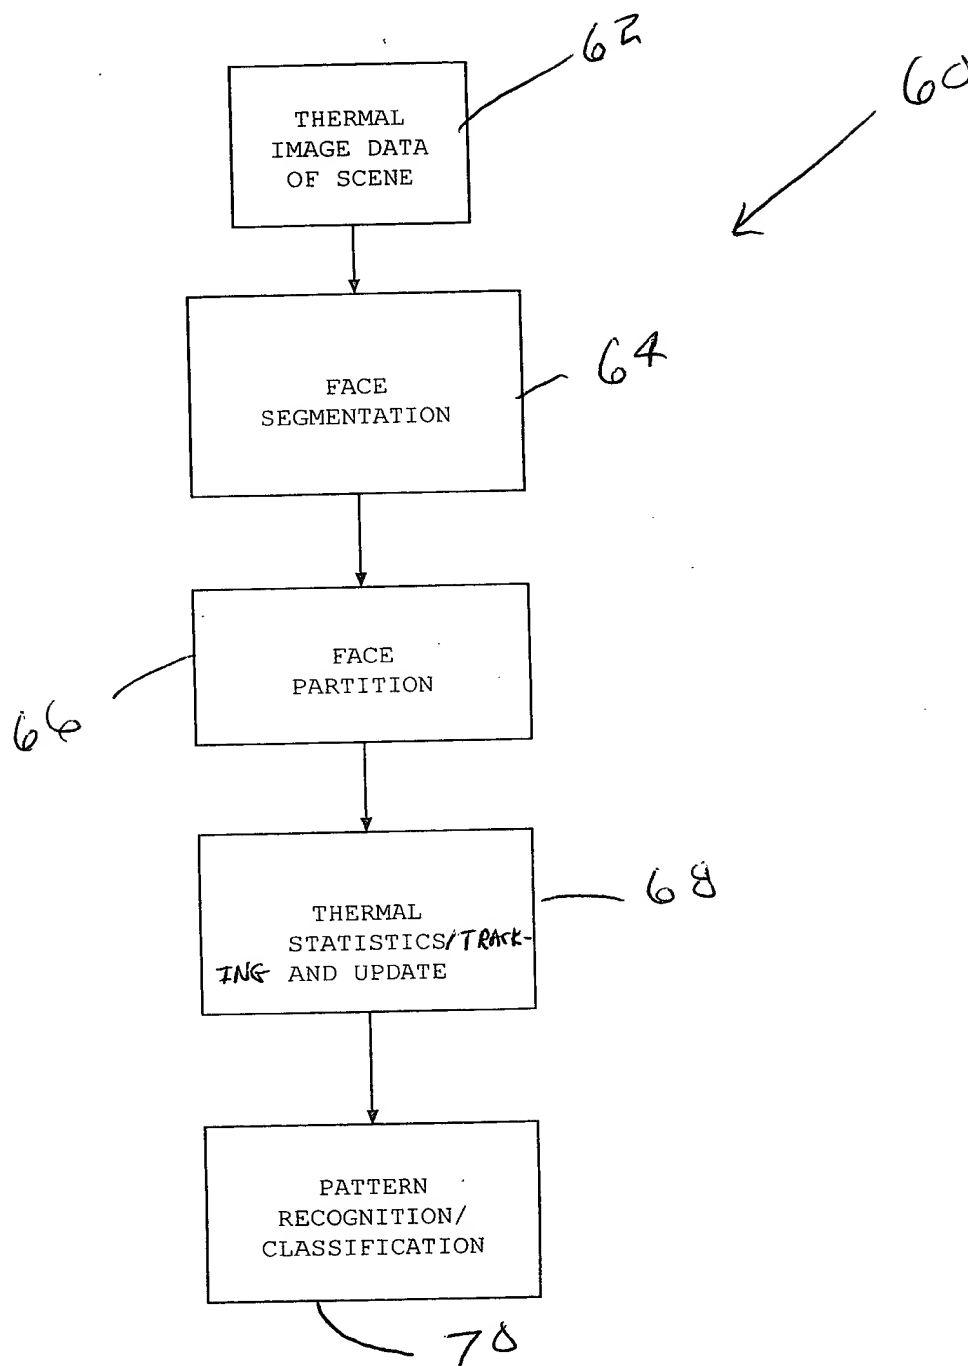 62
60
THERMAL
IMAGE DATA
OF SCENE
64
FACE
SEGMENTATION
66
FACE
PARTITION
68
THERMAL
STATISTICS/TRACK-
ING AND UPDATE
PATTERN
RECOGNITION/
CLASSIFICATION
70